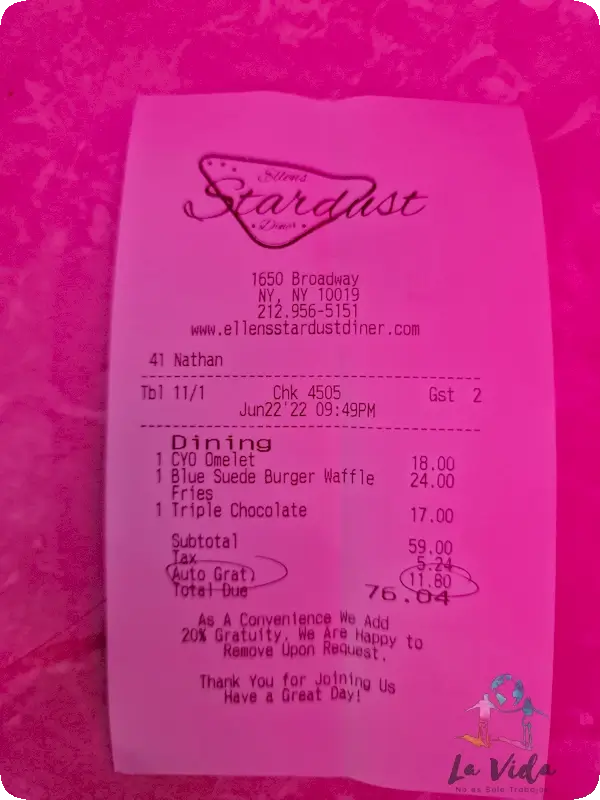 Ellen's
Stardust
Diner
1650 Broadway
NY, NY 10019
212.956-5151
www.ellensstardustdiner.com
41 Nathan
Tbl 11/1 Chk 4505 Gst 2
Jun22'22 09:49PM
Dining
1 CYO Omelet 18.00
1 Blue Suede Burger Waffle 24.00
Fries
1 Triple Chocolate 17.00
Subtotal 59.00
Tax 5.24
Auto Grat 11.80
Total Due 76.04
As A Convenience We Add
20% Gratuity. We Are Happy to
Remove Upon Request.
Thank You for Joining Us
Have a Great Day!
La Vida
No es Solo Trabajar